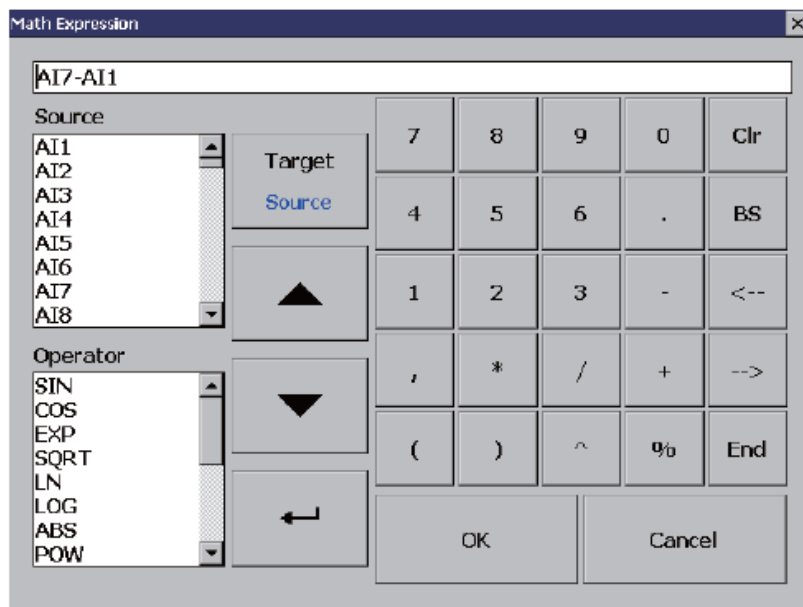 Math Expression
AI7-AI1
Source
AI1
AI2
AI3
AI4
AI5
AI6
AI7
AI8
Operator
SIN
COS
EXP
SQRT
LN
LOG
ABS
POW
Target
Source
7 8 9 0 Clr
4 5 6 . BS
1 2 3 - <--
, * / + -->
( ) ^ % End
OK Cancel